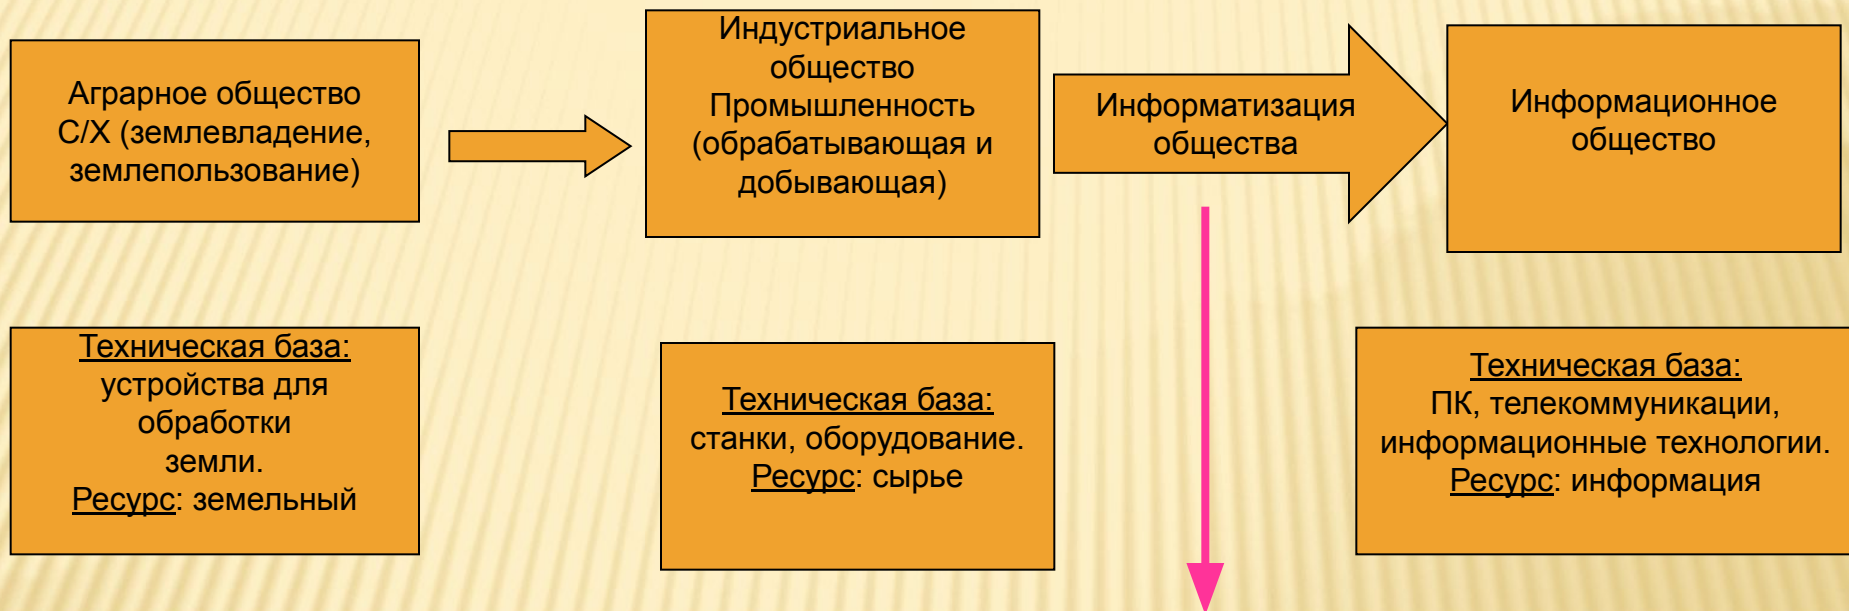 Аграрное общество
С/Х (землевладение,
землепользование)
Индустриальное
общество
Промышленность
(обрабатывающая и
добывающая)
Информатизация
общества
Информационное
общество
Техническая база:
устройства для
обработки
земли.
Ресурс: земельный
Техническая база:
станки, оборудование.
Ресурс: сырье
Техническая база:
ПК, телекоммуникации,
информационные технологии.
Ресурс: информация